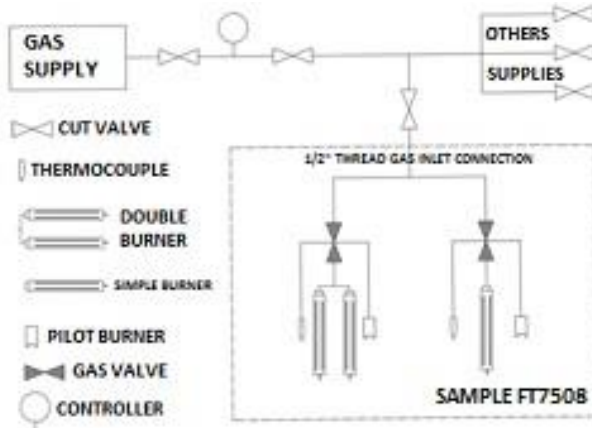 GAS
SUPPLY
OTHERS
SUPPLIES
CUT VALVE
THERMOCOUPLE
DOUBLE
BURNER
SIMPLE BURNER
PILOT BURNER
GAS VALVE
CONTROLLER
1/2" THREAD GAS INLET CONNECTION
SAMPLE FT7508